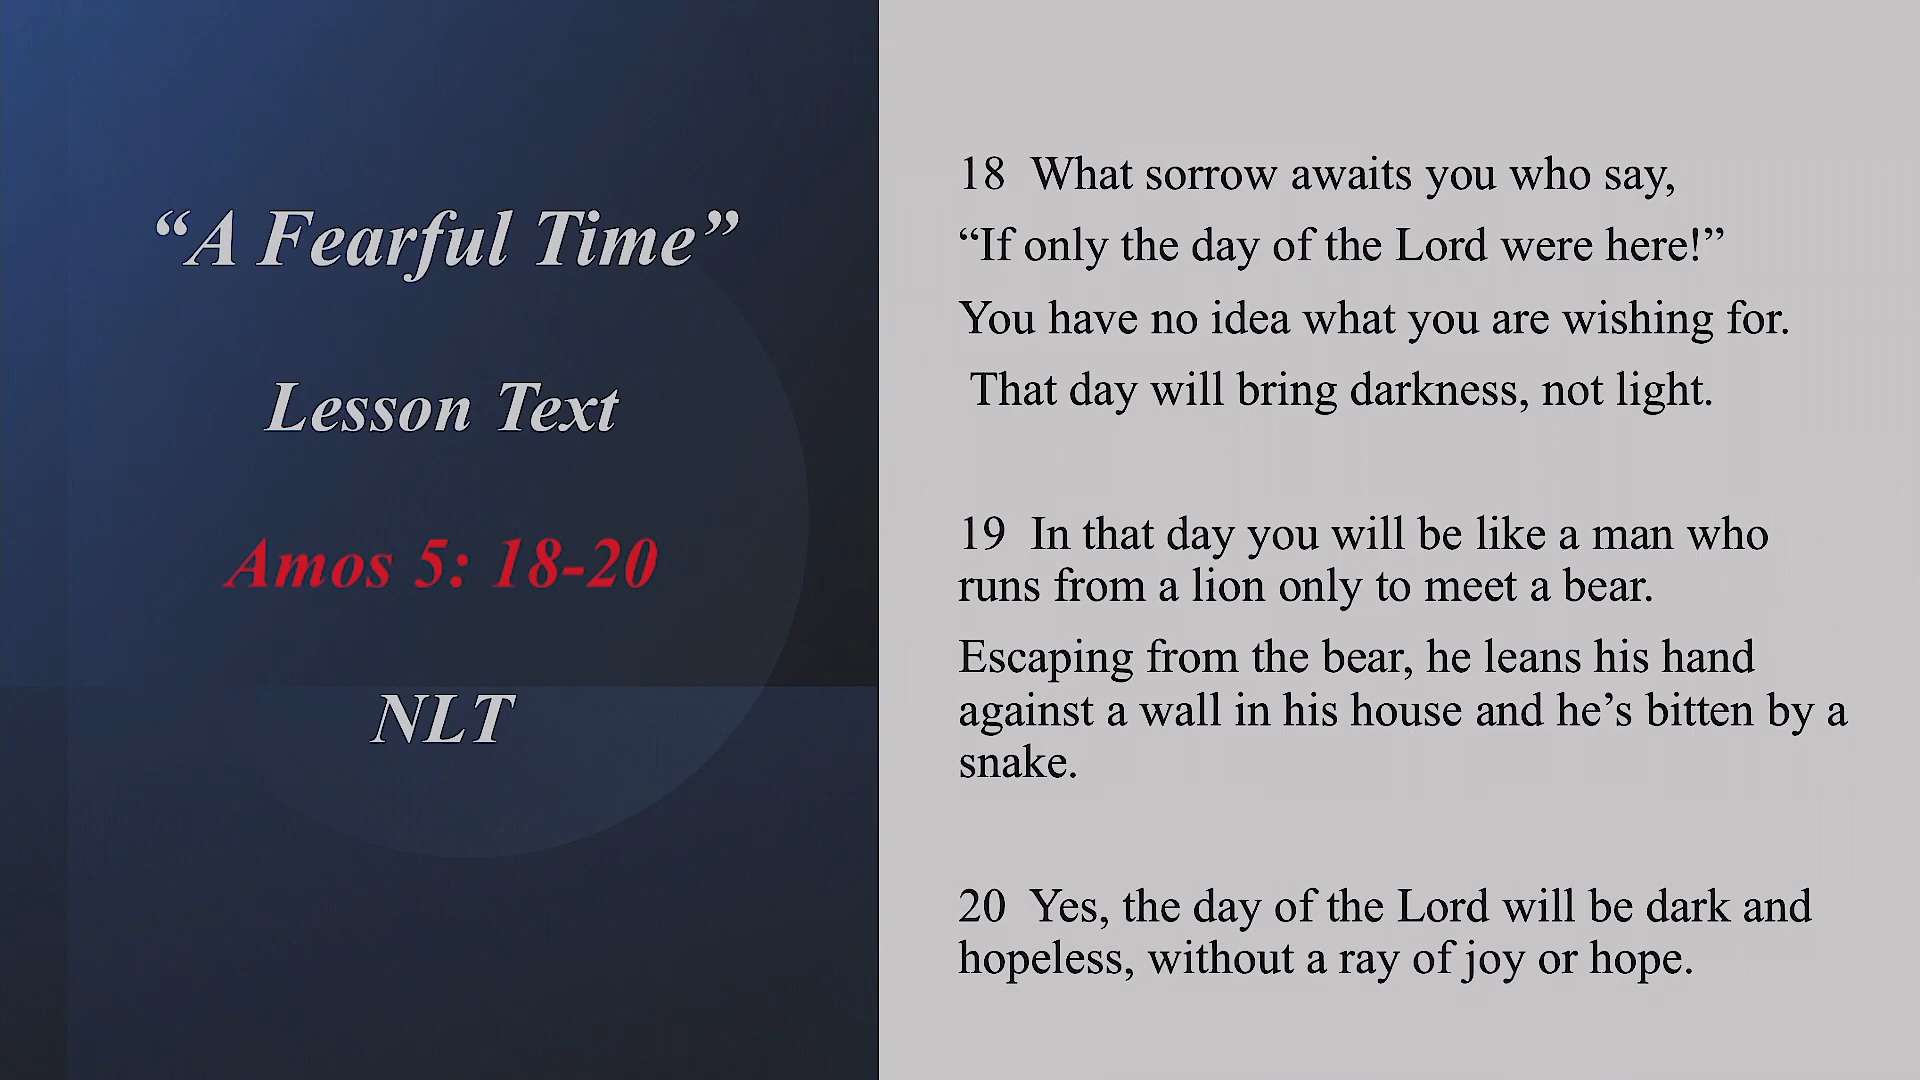 “A Fearful Time”
Lesson Text
Amos 5: 18-20
NLT
18 What sorrow awaits you who say,
“If only the day of the Lord were here!”
You have no idea what you are wishing for.
That day will bring darkness, not light.
19 In that day you will be like a man who
runs from a lion only to meet a bear.
Escaping from the bear, he leans his hand
against a wall in his house and he’s bitten by a
snake.
20 Yes, the day of the Lord will be dark and
hopeless, without a ray of joy or hope.